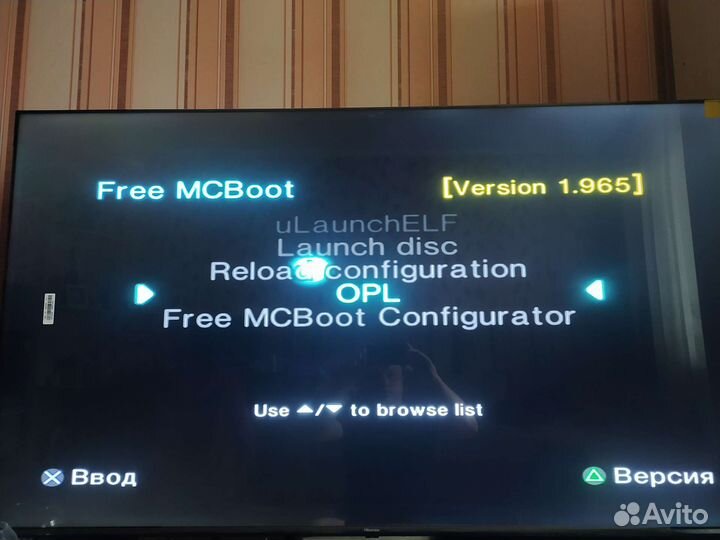 Free MCBoot [Version 1.965]
uLaunchELF
Launch disc
Reload configuration
OPL
Free MCBoot Configurator
Use ▲/▼ to browse list
Ввод Версия
Hisense
Avito